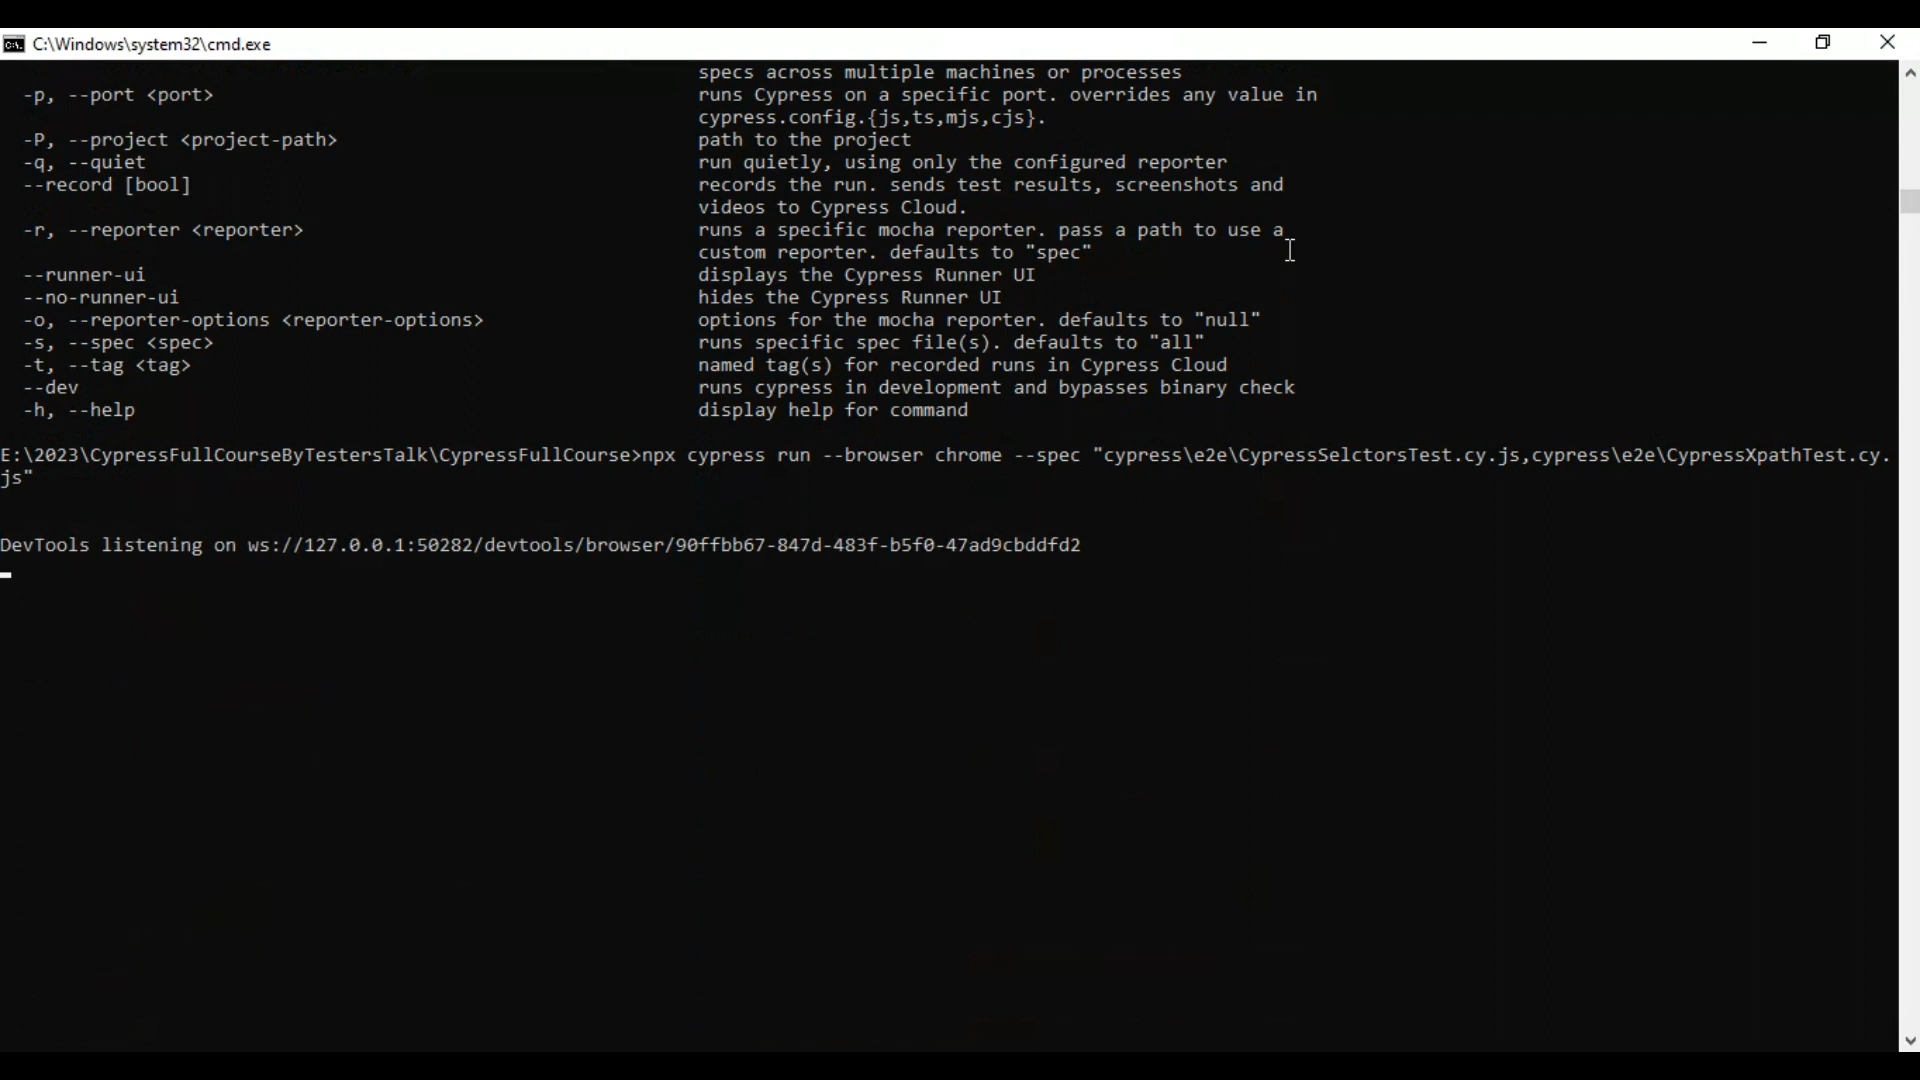 C:\Windows\system32\cmd.exe
specs across multiple machines or processes
-p, --port <port> runs Cypress on a specific port. overrides any value in
cypress.config.{js,ts,mjs,cjs}.
-P, --project <project-path> path to the project
-q, --quiet run quietly, using only the configured reporter
--record [bool] records the run. sends test results, screenshots and
videos to Cypress Cloud.
-r, --reporter <reporter> runs a specific mocha reporter. pass a path to use a
custom reporter. defaults to "spec"
--runner-ui displays the Cypress Runner UI
--no-runner-ui hides the Cypress Runner UI
-o, --reporter-options <reporter-options> options for the mocha reporter. defaults to "null"
-s, --spec <spec> runs specific spec file(s). defaults to "all"
-t, --tag <tag> named tag(s) for recorded runs in Cypress Cloud
--dev runs cypress in development and bypasses binary check
-h, --help display help for command
E:\2023\CypressFullCourseByTestersTalk\CypressFullCourse>npx cypress run --browser chrome --spec "cypress\e2e\CypressSelctorsTest.cy.js,cypress\e2e\CypressXpathTest.cy.
js"
DevTools listening on ws://127.0.0.1:50282/devtools/browser/90ffbb67-847d-483f-b5f0-47ad9cbddfd2